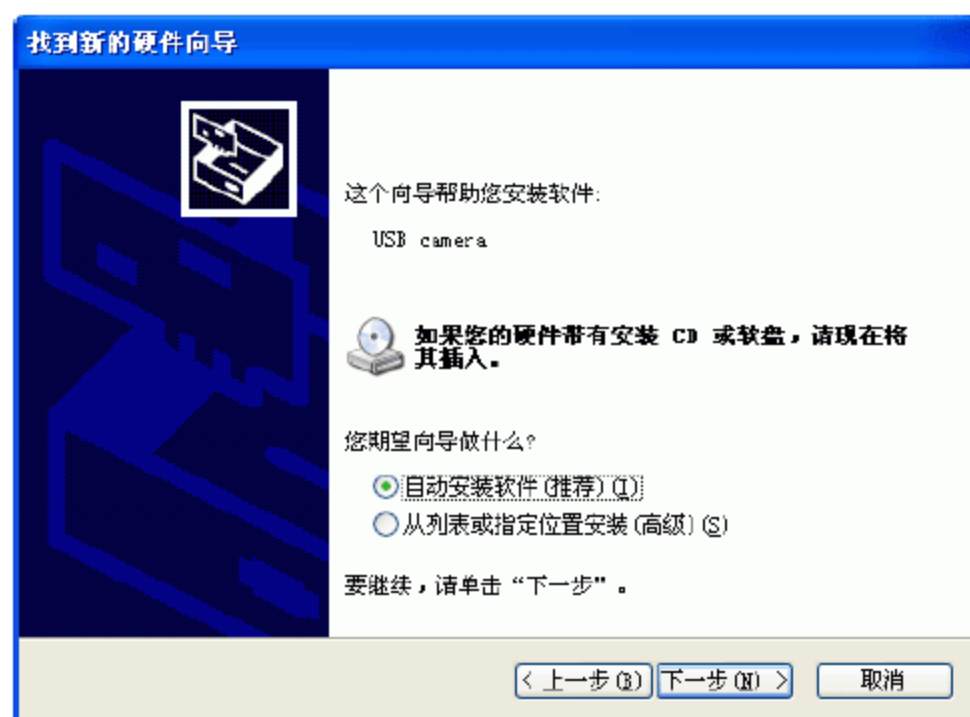 找到新的硬件向导
这个向导帮助您安装软件:
USB camera
如果您的硬件带有安装 CD 或软盘，请现在将
其插入。
您期望向导做什么?
自动安装软件(推荐)(I)
从列表或指定位置安装(高级)(S)
要继续，请单击“下一步”。
< 上一步(B) 下一步(N) > 取消